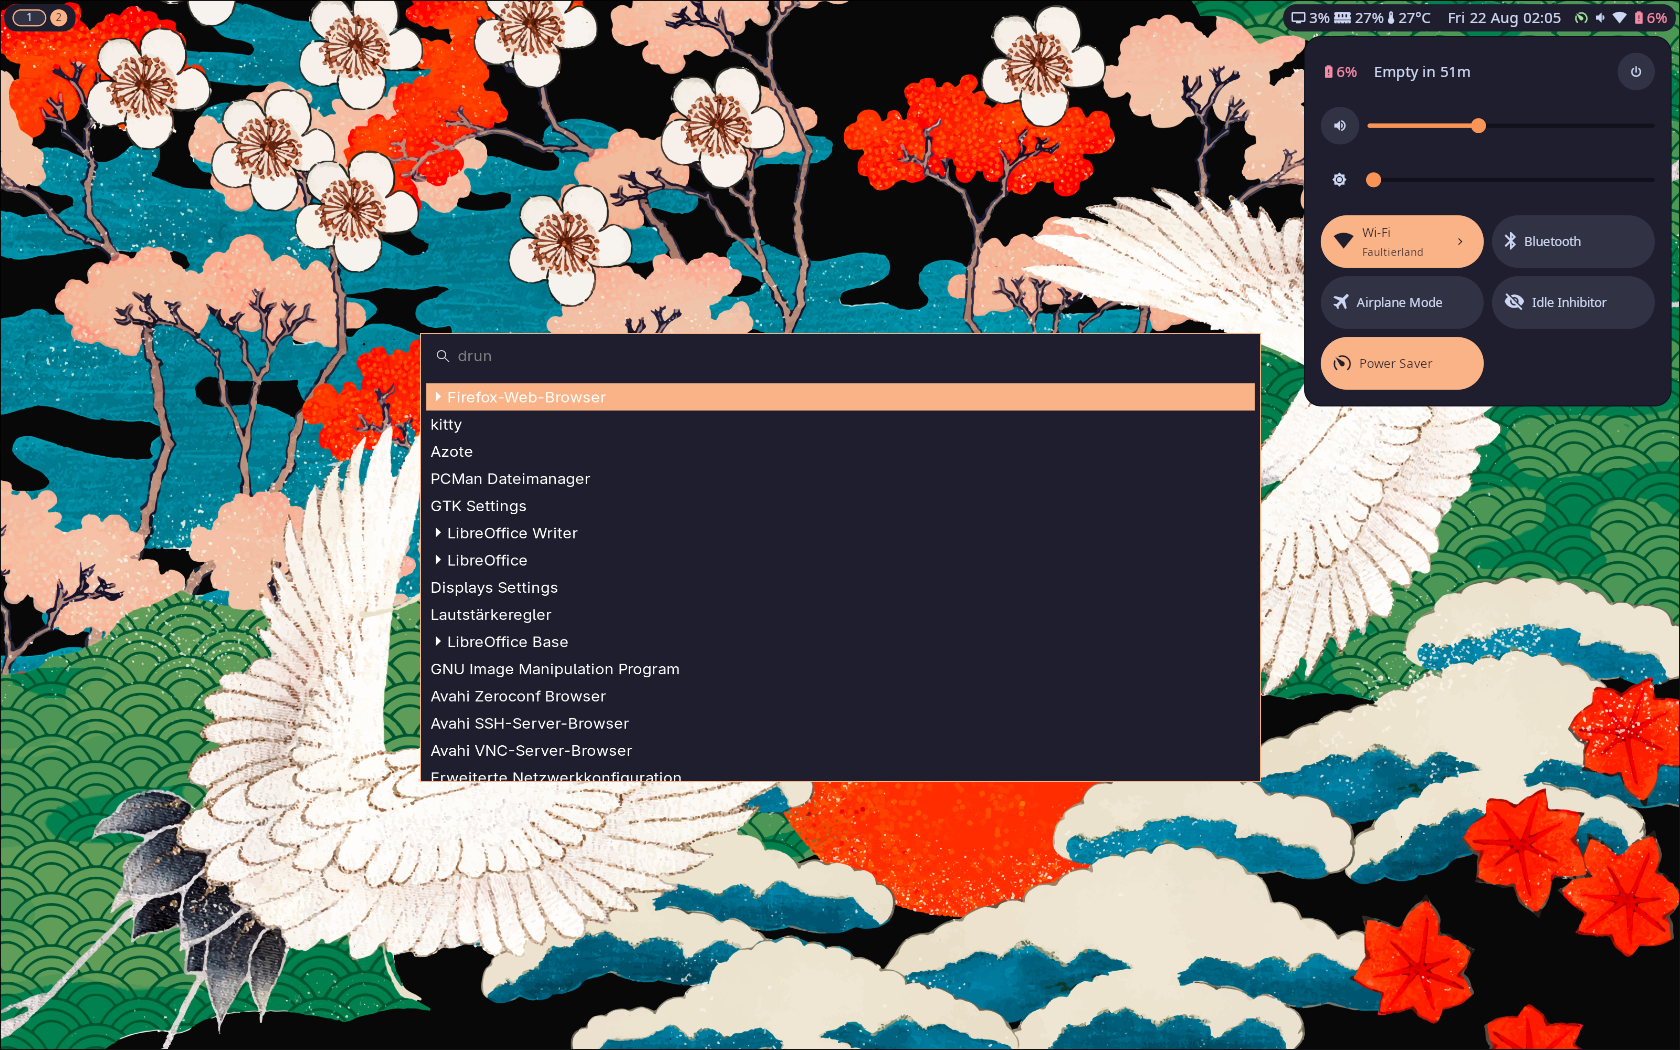 1 2
3% 27% 27°C Fri 22 Aug 02:05 6%
6% Empty in 51m
Wi-Fi
Faultierland
Bluetooth
Airplane Mode
Idle Inhibitor
Power Saver
drun
Firefox-Web-Browser
kitty
Azote
PCMan Dateimanager
GTK Settings
LibreOffice Writer
LibreOffice
Displays Settings
Lautstärkeregler
LibreOffice Base
GNU Image Manipulation Program
Avahi Zeroconf Browser
Avahi SSH-Server-Browser
Avahi VNC-Server-Browser
Erweiterte Netzwerkkonfiguration